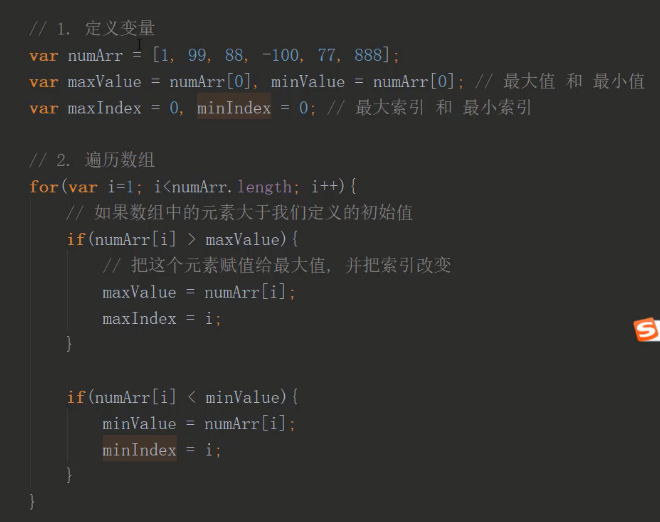 // 1. 定义变量
var numArr = [1, 99, 88, -100, 77, 888];
var maxValue = numArr[0], minValue = numArr[0]; // 最大值 和 最小值
var maxIndex = 0, minIndex = 0; // 最大索引 和 最小索引
// 2. 遍历数组
for(var i=1; i<numArr.length; i++){
// 如果数组中的元素大于我们定义的初始值
if(numArr[i] > maxValue){
// 把这个元素赋值给最大值, 并把索引改变
maxValue = numArr[i];
maxIndex = i;
}
if(numArr[i] < minValue){
minValue = numArr[i];
minIndex = i;
}
}
S